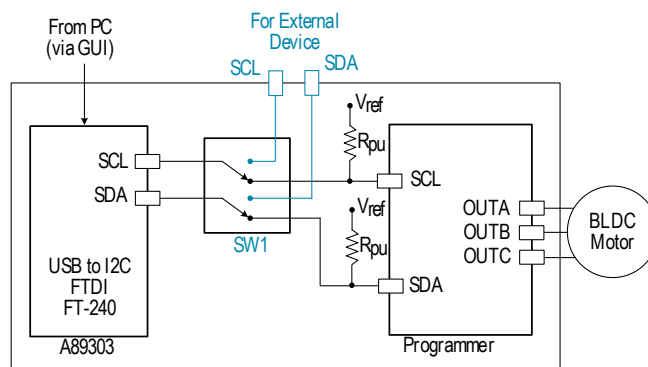 From PC
(via GUI)
For External
Device
SCL
SDA
Vref
Rpu
SCL
SDA
SW1
Vref
Rpu
SCL
SDA
OUTA
OUTB
OUTC
BLDC
Motor
USB to I2C
FTDI
FT-240
A89303
Programmer